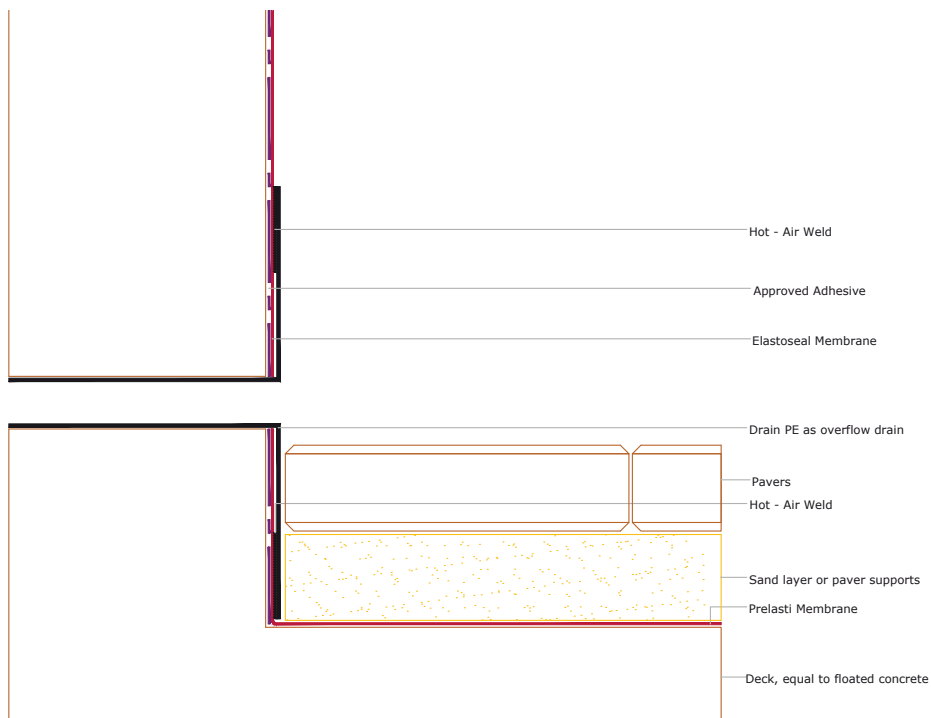 Hot - Air Weld
Approved Adhesive
Elastoseal Membrane
Drain PE as overflow drain
Pavers
Hot - Air Weld
Sand layer or paver supports
Prelasti Membrane
Deck, equal to floated concrete